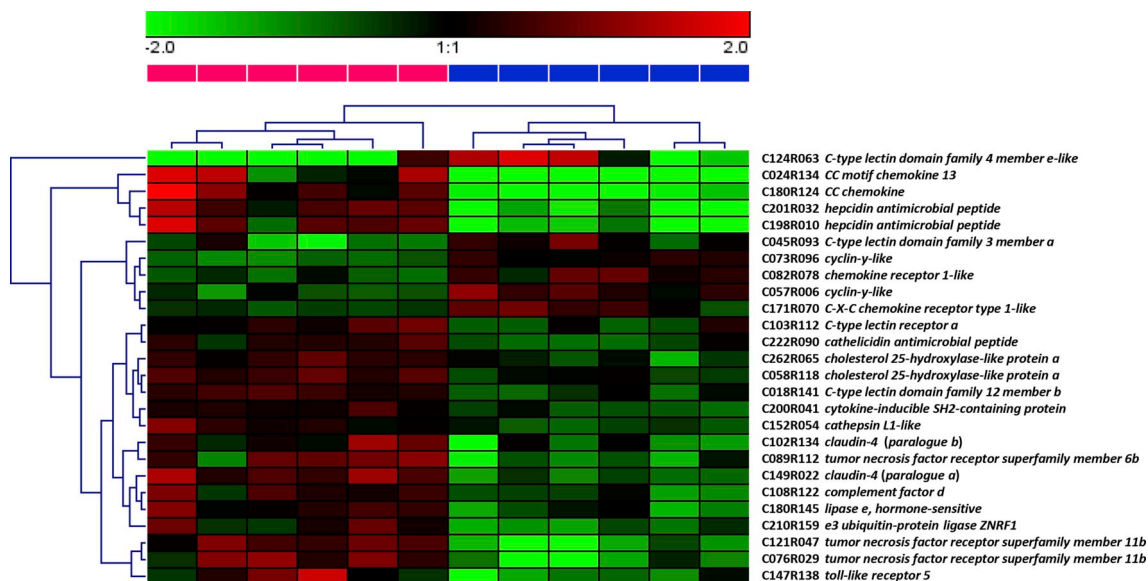 -2.0 1:1 2.0
C124R063 C-type lectin domain family 4 member e-like
C024R134 CC motif chemokine 13
C180R124 CC chemokine
C201R032 hepcidin antimicrobial peptide
C198R010 hepcidin antimicrobial peptide
C045R093 C-type lectin domain family 3 member a
C073R096 cyclin-y-like
C082R078 chemokine receptor 1-like
C057R006 cyclin-y-like
C171R070 C-X-C chemokine receptor type 1-like
C103R112 C-type lectin receptor a
C222R090 cathelicidin antimicrobial peptide
C262R065 cholesterol 25-hydroxylase-like protein a
C058R118 cholesterol 25-hydroxylase-like protein a
C018R141 C-type lectin domain family 12 member b
C200R041 cytokine-inducible SH2-containing protein
C152R054 cathepsin L1-like
C102R134 claudin-4 (paralogue b)
C089R112 tumor necrosis factor receptor superfamily member 6b
C149R022 claudin-4 (paralogue a)
C108R122 complement factor d
C180R145 lipase e, hormone-sensitive
C210R159 e3 ubiquitin-protein ligase ZNRF1
C121R047 tumor necrosis factor receptor superfamily member 11b
C076R029 tumor necrosis factor receptor superfamily member 11b
C147R138 toll-like receptor 5